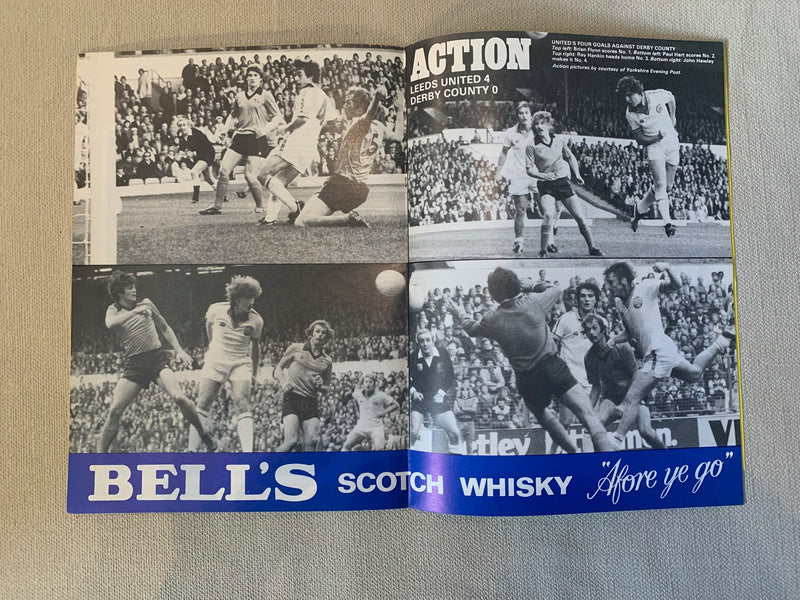 ACTION
LEEDS UNITED 4
DERBY COUNTY 0
UNITED'S FOUR GOALS AGAINST DERBY COUNTY
Top left: Brian Flynn scores No. 1. Bottom left: Paul Hart scores No. 2.
Top right: Ray Hankin heads home No. 3. Bottom right: John Hawley
makes it No. 4.
Action pictures by courtesy of Yorkshire Evening Post.
tley
n.
BELL'S SCOTCH WHISKY "Afore ye go"